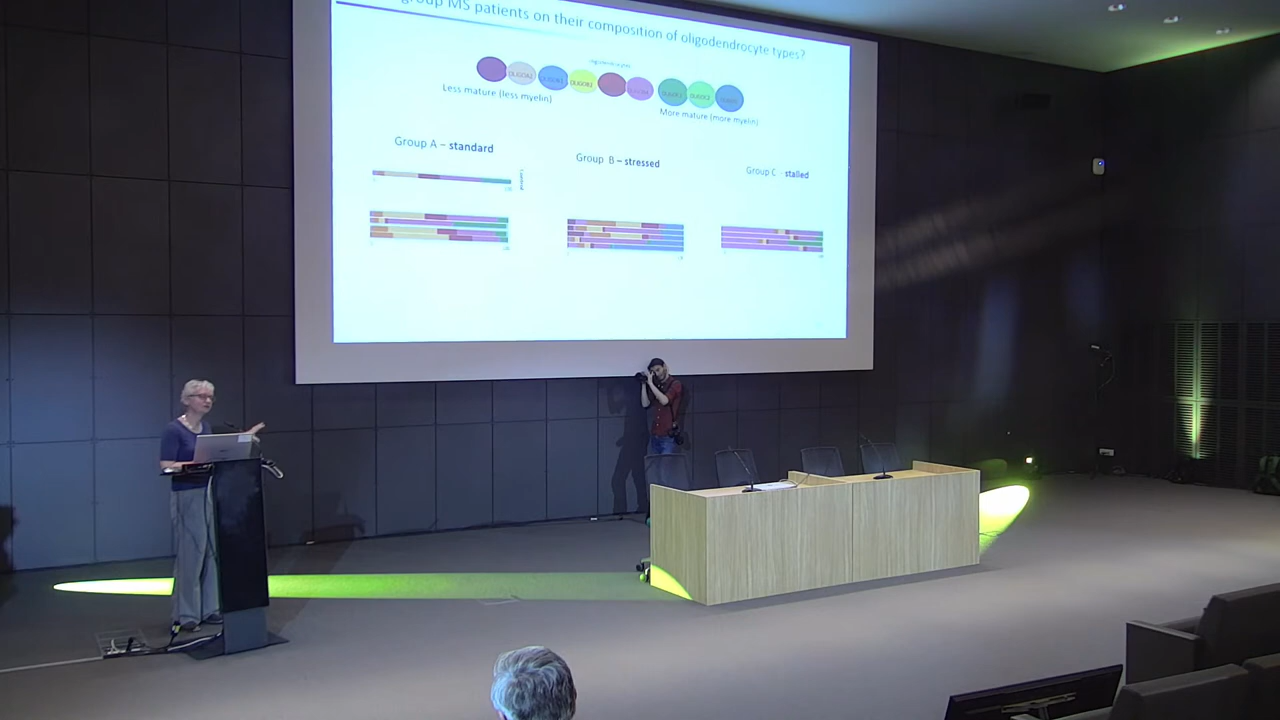 group MS patients on their composition of oligodendrocyte types?
Less mature (less myelin)
More mature (more myelin)
Group A – standard
Group B – stressed
Group C - stalled